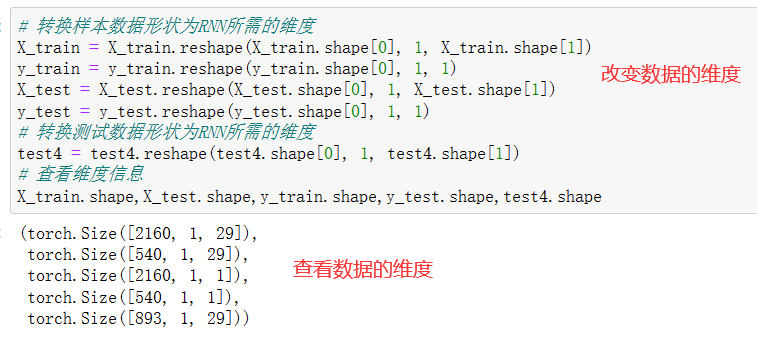 # 转换样本数据形状为RNN所需的维度
X_train = X_train.reshape(X_train.shape[0], 1, X_train.shape[1])
y_train = y_train.reshape(y_train.shape[0], 1, 1)
改变数据的维度
X_test = X_test.reshape(X_test.shape[0], 1, X_test.shape[1])
y_test = y_test.reshape(y_test.shape[0], 1, 1)
# 转换测试数据形状为RNN所需的维度
test4 = test4.reshape(test4.shape[0], 1, test4.shape[1])
# 查看维度信息
X_train.shape,X_test.shape,y_train.shape,y_test.shape,test4.shape
(torch.Size([2160, 1, 29]),
torch.Size([540, 1, 29]),
torch.Size([2160, 1, 1]),
查看数据的维度
torch.Size([540, 1, 1]),
torch.Size([893, 1, 29]))